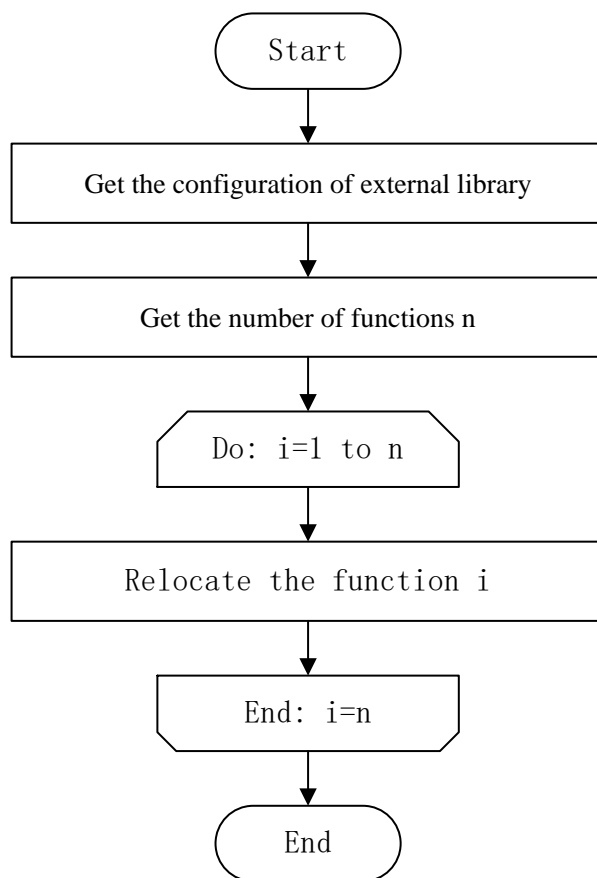 Start
Get the configuration of external library
Get the number of functions n
Do: i=1 to n
Relocate the function i
End: i=n
End